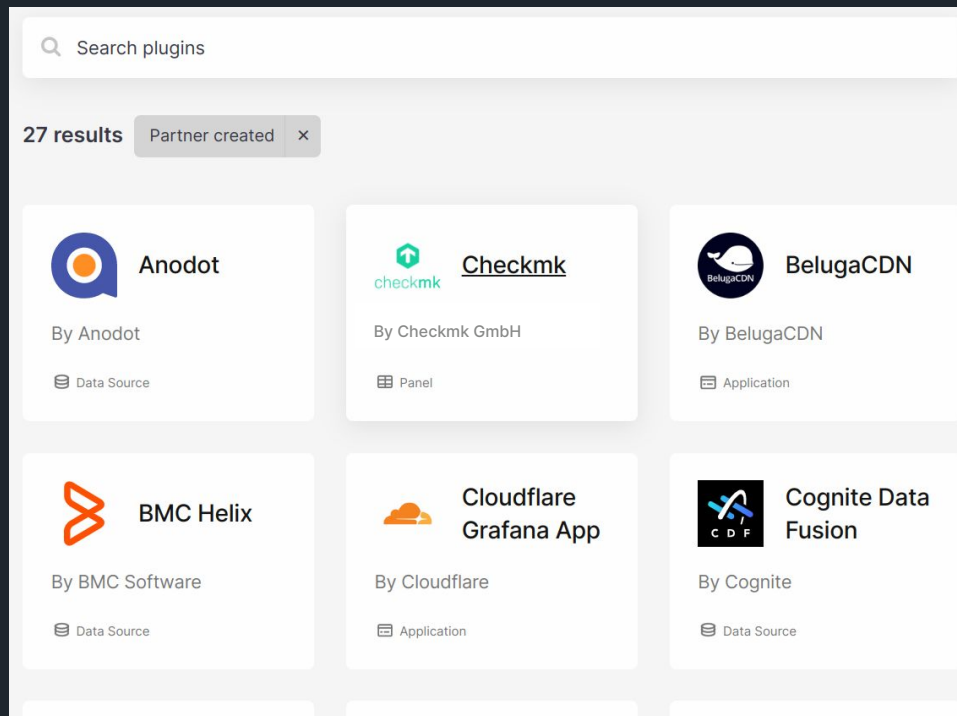 Search plugins
27 results Partner created ×
Anodot
By Anodot
Data Source
checkmk
Checkmk
By Checkmk GmbH
Panel
BelugaCDN
BelugaCDN
By BelugaCDN
Application
BMC Helix
By BMC Software
Data Source
Cloudflare
Grafana App
By Cloudflare
Application
CDF
Cognite Data
Fusion
By Cognite
Data Source